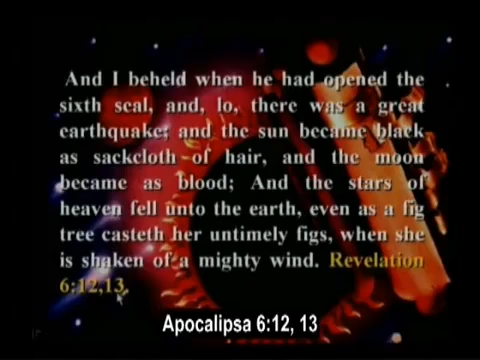 And I beheld when he had opened the
sixth seal, and, lo, there was a great
earthquake; and the sun became black
as sackcloth of hair, and the moon
became as blood; And the stars of
heaven fell unto the earth, even as a fig
tree casteth her untimely figs, when she
is shaken of a mighty wind. Revelation
6:12,13.
Apocalipsa 6:12, 13